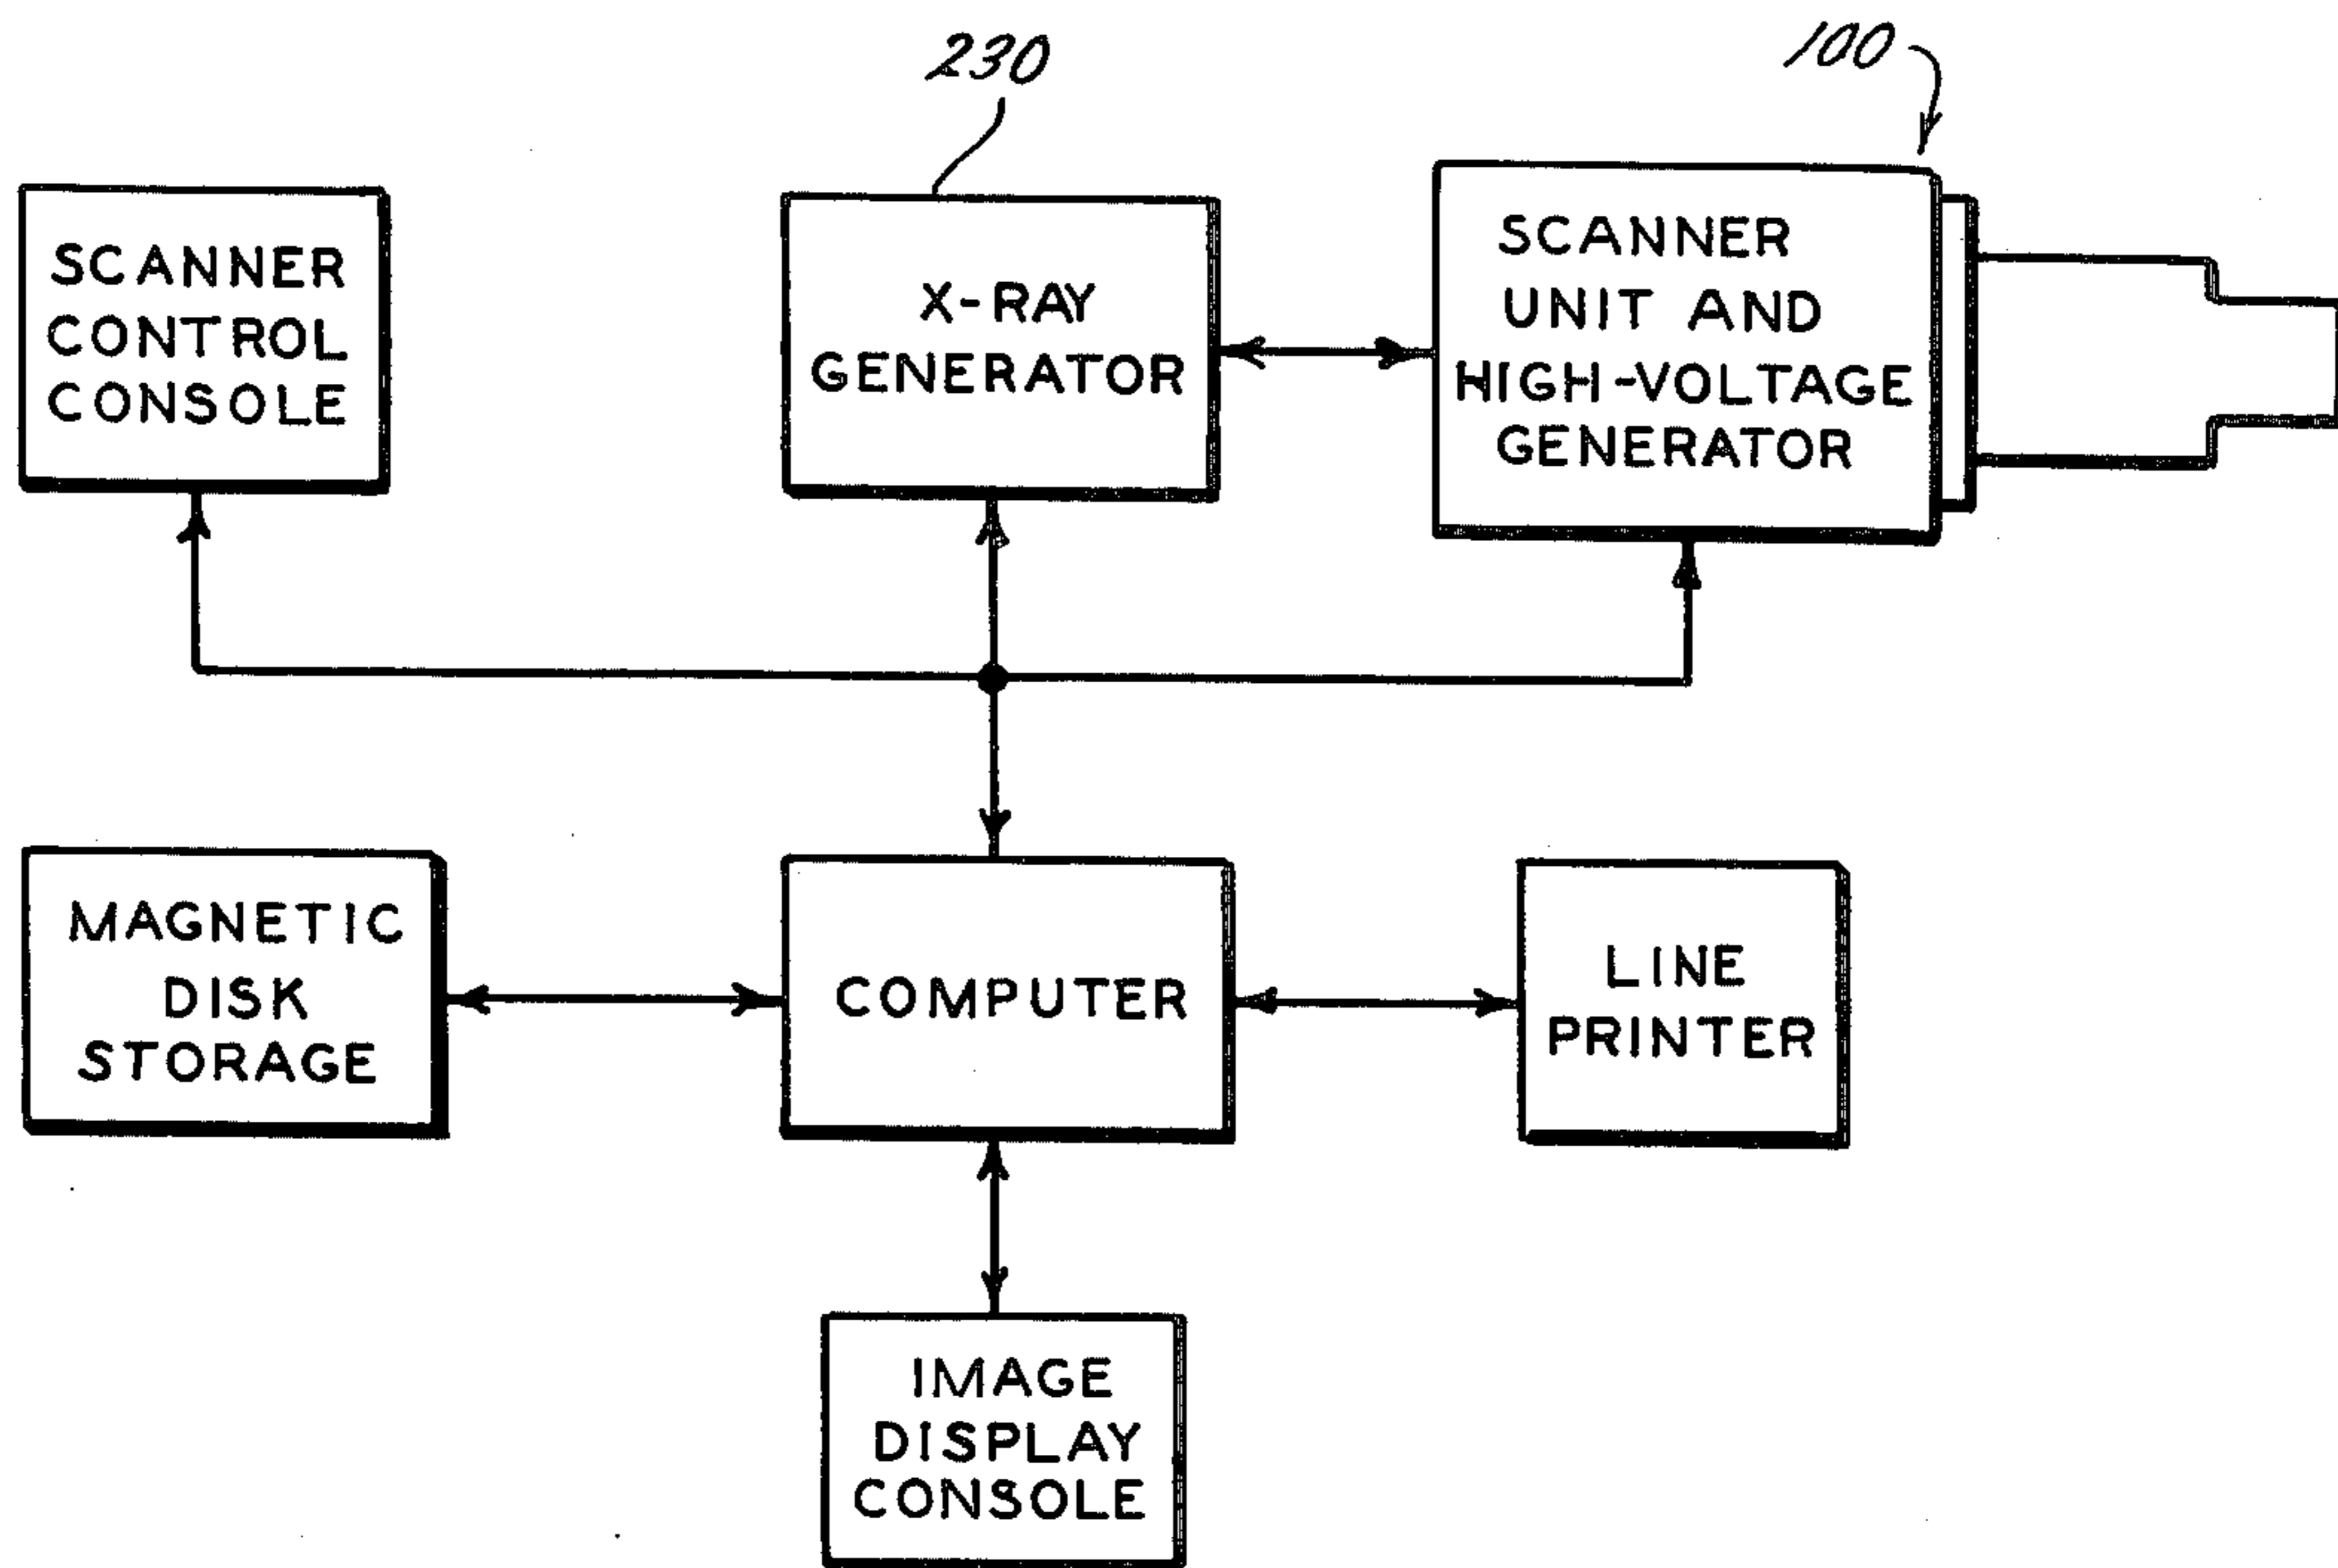 230
100
SCANNER
CONTROL
CONSOLE
X-RAY
GENERATOR
SCANNER
UNIT AND
HIGH-VOLTAGE
GENERATOR
MAGNETIC
DISK
STORAGE
COMPUTER
LINE
PRINTER
IMAGE
DISPLAY
CONSOLE